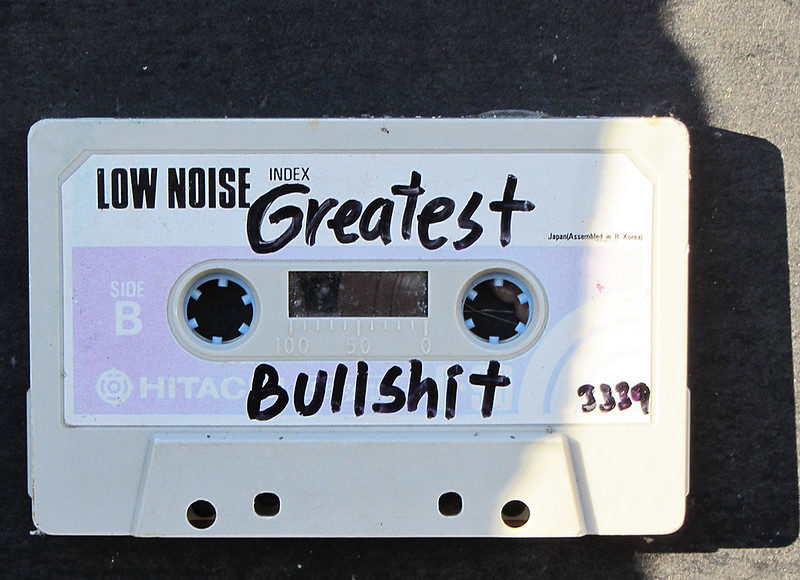 LOW NOISE INDEX
Greatest
Japan(Assembled in R. Korea)
SIDE
B
100 50 0
HITAC
Bullshit
3339